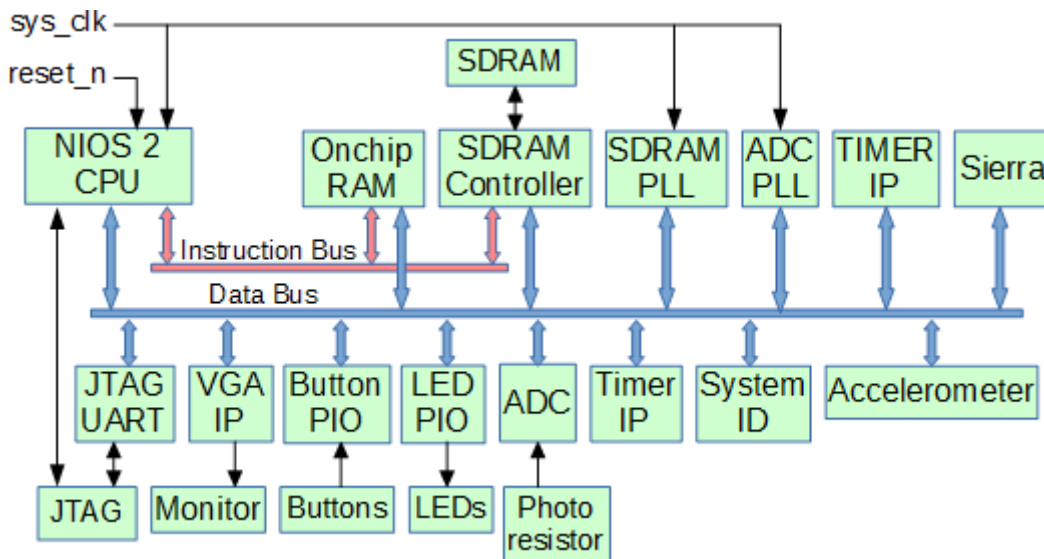 sys_clk
reset_n
SDRAM
NIOS 2
CPU
Onchip
RAM
SDRAM
Controller
SDRAM
PLL
ADC
PLL
TIMER
IP
Sierra
Instruction Bus
Data Bus
JTAG
UART
VGA
IP
Button
PIO
LED
PIO
ADC
Timer
IP
System
ID
Accelerometer
JTAG
Monitor
Buttons
LEDs
Photo
resistor